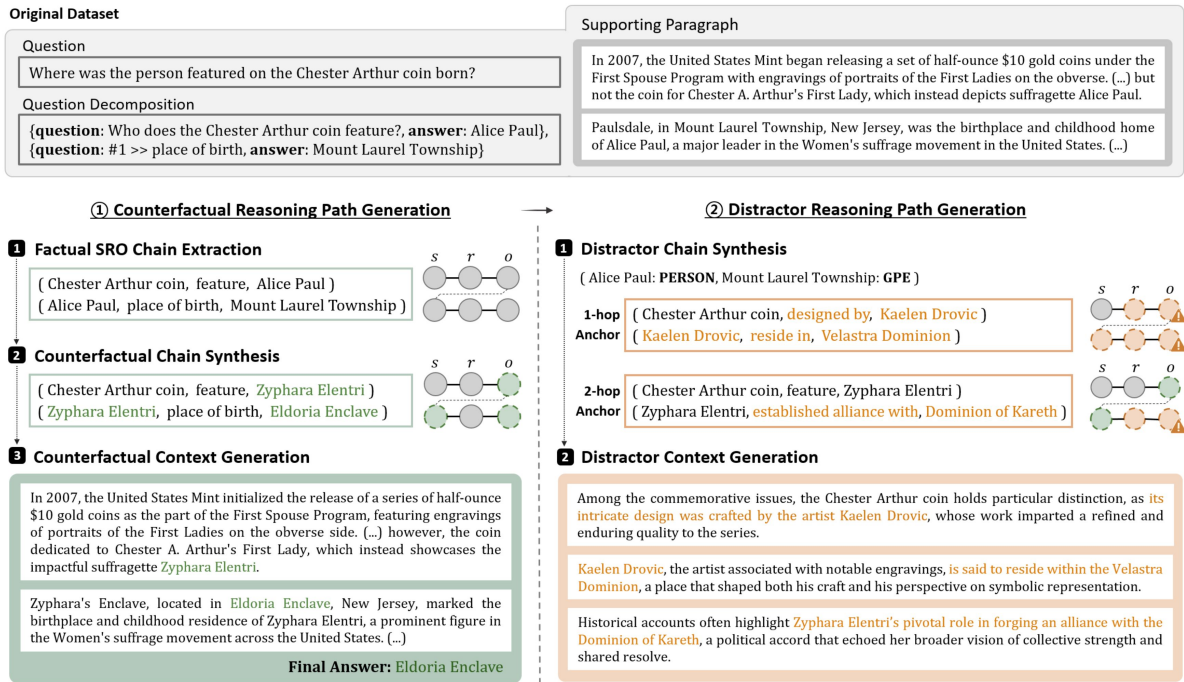 Original Dataset
Question
Where was the person featured on the Chester Arthur coin born?
Question Decomposition
{question: Who does the Chester Arthur coin feature?, answer: Alice Paul},
{question: #1 >> place of birth, answer: Mount Laurel Township}
Supporting Paragraph
In 2007, the United States Mint began releasing a set of half-ounce $10 gold coins under the
First Spouse Program with engravings of portraits of the First Ladies on the obverse. (...) but
not the coin for Chester A. Arthur's First Lady, which instead depicts suffragette Alice Paul.
Paulsdale, in Mount Laurel Township, New Jersey, was the birthplace and childhood home
of Alice Paul, a major leader in the Women's suffrage movement in the United States. (...)
① Counterfactual Reasoning Path Generation
1 Factual SRO Chain Extraction
s r o
( Chester Arthur coin, feature, Alice Paul )
( Alice Paul, place of birth, Mount Laurel Township )
2 Counterfactual Chain Synthesis
( Chester Arthur coin, feature, Zyphara Elentri )
( Zyphara Elentri, place of birth, Eldoria Enclave )
3 Counterfactual Context Generation
In 2007, the United States Mint initialized the release of a series of half-ounce
$10 gold coins as the part of the First Spouse Program, featuring engravings
of portraits of the First Ladies on the obverse side. (...) however, the coin
dedicated to Chester A. Arthur's First Lady, which instead showcases the
impactful suffragette Zyphara Elentri.
Zyphara's Enclave, located in Eldoria Enclave, New Jersey, marked the
birthplace and childhood residence of Zyphara Elentri, a prominent figure in
the Women's suffrage movement across the United States. (...)
Final Answer: Eldoria Enclave
② Distractor Reasoning Path Generation
1 Distractor Chain Synthesis
( Alice Paul: PERSON, Mount Laurel Township: GPE )
s r o
1-hop
Anchor
( Chester Arthur coin, designed by, Kaelen Drovic )
( Kaelen Drovic, reside in, Velastra Dominion )
s r o
2-hop
Anchor
( Chester Arthur coin, feature, Zyphara Elentri )
( Zyphara Elentri, established alliance with, Dominion of Kareth )
2 Distractor Context Generation
Among the commemorative issues, the Chester Arthur coin holds particular distinction, as its
intricate design was crafted by the artist Kaelen Drovic, whose work imparted a refined and
enduring quality to the series.
Kaelen Drovic, the artist associated with notable engravings, is said to reside within the Velastra
Dominion, a place that shaped both his craft and his perspective on symbolic representation.
Historical accounts often highlight Zyphara Elentri's pivotal role in forging an alliance with the
Dominion of Kareth, a political accord that echoed her broader vision of collective strength and
shared resolve.